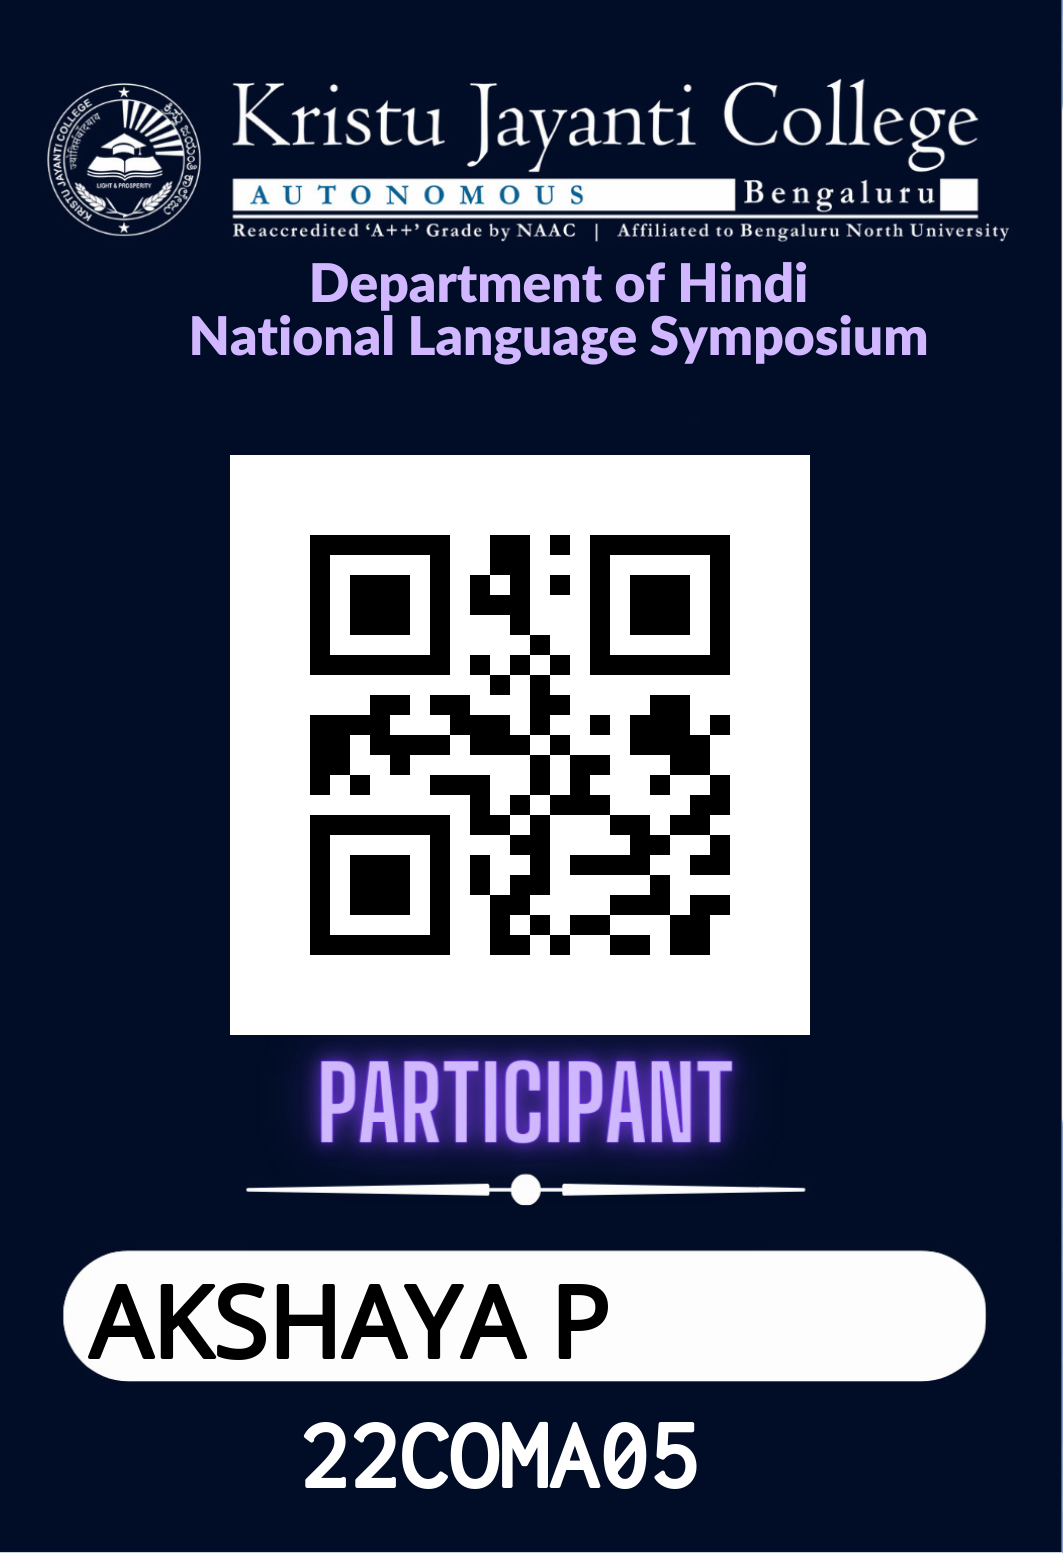 KRISTU JAYANTI COLLEGE
LIGHT & PROSPERITY
Kristu Jayanti College
AUTONOMOUS Bengaluru
Reaccredited ‘A++’ Grade by NAAC | Affiliated to Bengaluru North University
Department of Hindi
National Language Symposium
PARTICIPANT
AKSHAYA P
22COMA05